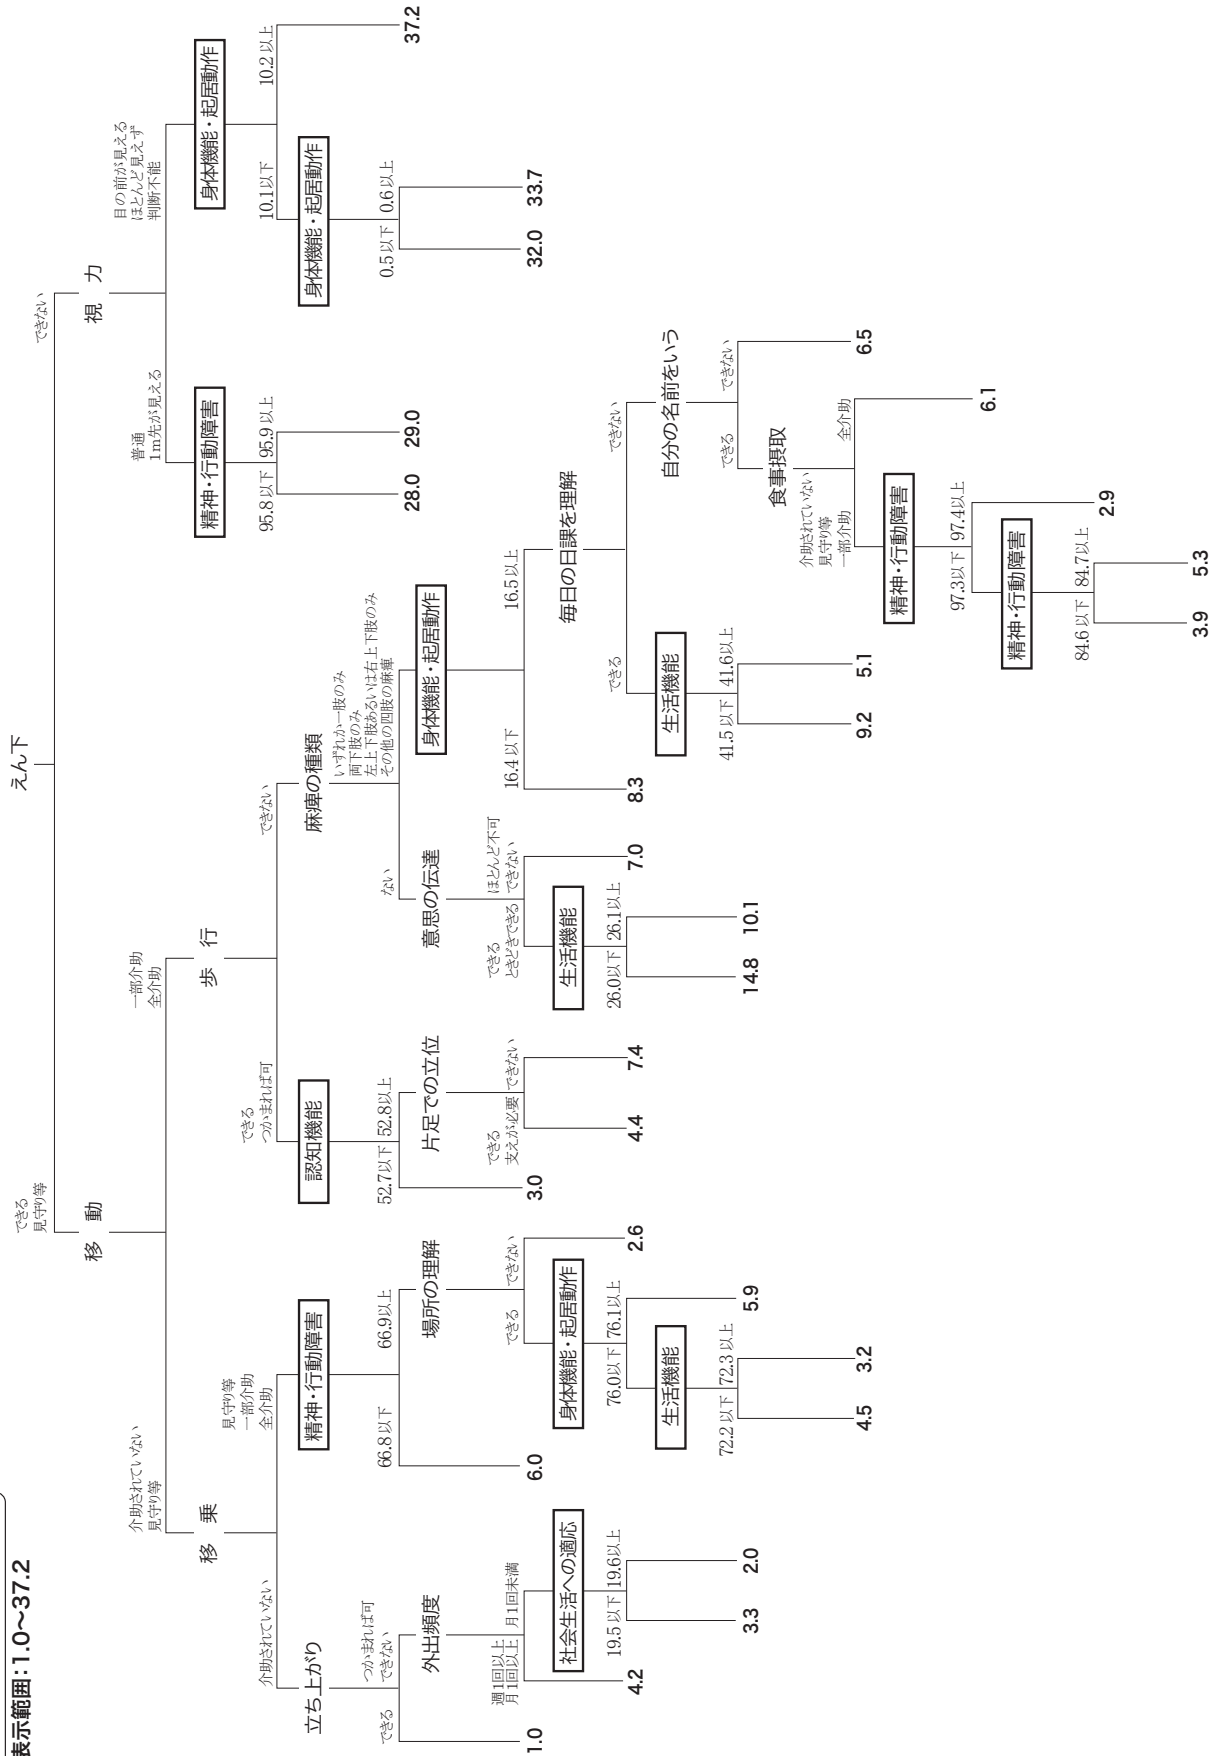 表示範囲：1.0〜37.2
えん下
できる
見守り等
できない
移　動
視　力
介助されていない
見守り等
一部介助
全介助
普通
1m先が見える
目の前が見える
ほとんど見えず
判断不能
移　乗
歩　行
精神・行動障害
身体機能・起居動作
介助されていない
見守り等
一部介助
全介助
できる
つかまれば可
できない
95.8以下
95.9以上
10.1以下
10.2以上
立ち上がり
精神・行動障害
認知機能
麻痺の種類
28.0
29.0
身体機能・起居動作
37.2
できる
つかまれば可
できない
66.8以下
66.9以上
52.7以下
52.8以上
ない
いずれか一肢のみ
両下肢のみ
左上下肢あるいは右上下肢のみ
その他の四肢の麻痺
0.5以下
0.6以上
1.0
外出頻度
6.0
場所の理解
3.0
片足での立位
意思の伝達
身体機能・起居動作
32.0
33.7
週1回以上
月1回以上
月1回未満
できる
できない
できる
支えが必要
できない
できる
ときどきできる
ほとんど不可
できない
16.4以下
16.5以上
4.2
社会生活への適応
身体機能・起居動作
2.6
4.4
7.4
生活機能
7.0
8.3
毎日の日課を理解
19.5以下
19.6以上
76.0以下
76.1以上
26.0以下
26.1以上
できる
できない
3.3
2.0
生活機能
5.9
14.8
10.1
生活機能
自分の名前をいう
72.2以下
72.3以上
41.5以下
41.6以上
できる
できない
4.5
3.2
9.2
5.1
食事摂取
6.5
介助されていない
見守り等
一部介助
全介助
精神・行動障害
6.1
97.3以下
97.4以上
精神・行動障害
2.9
84.6以下
84.7以上
3.9
5.3